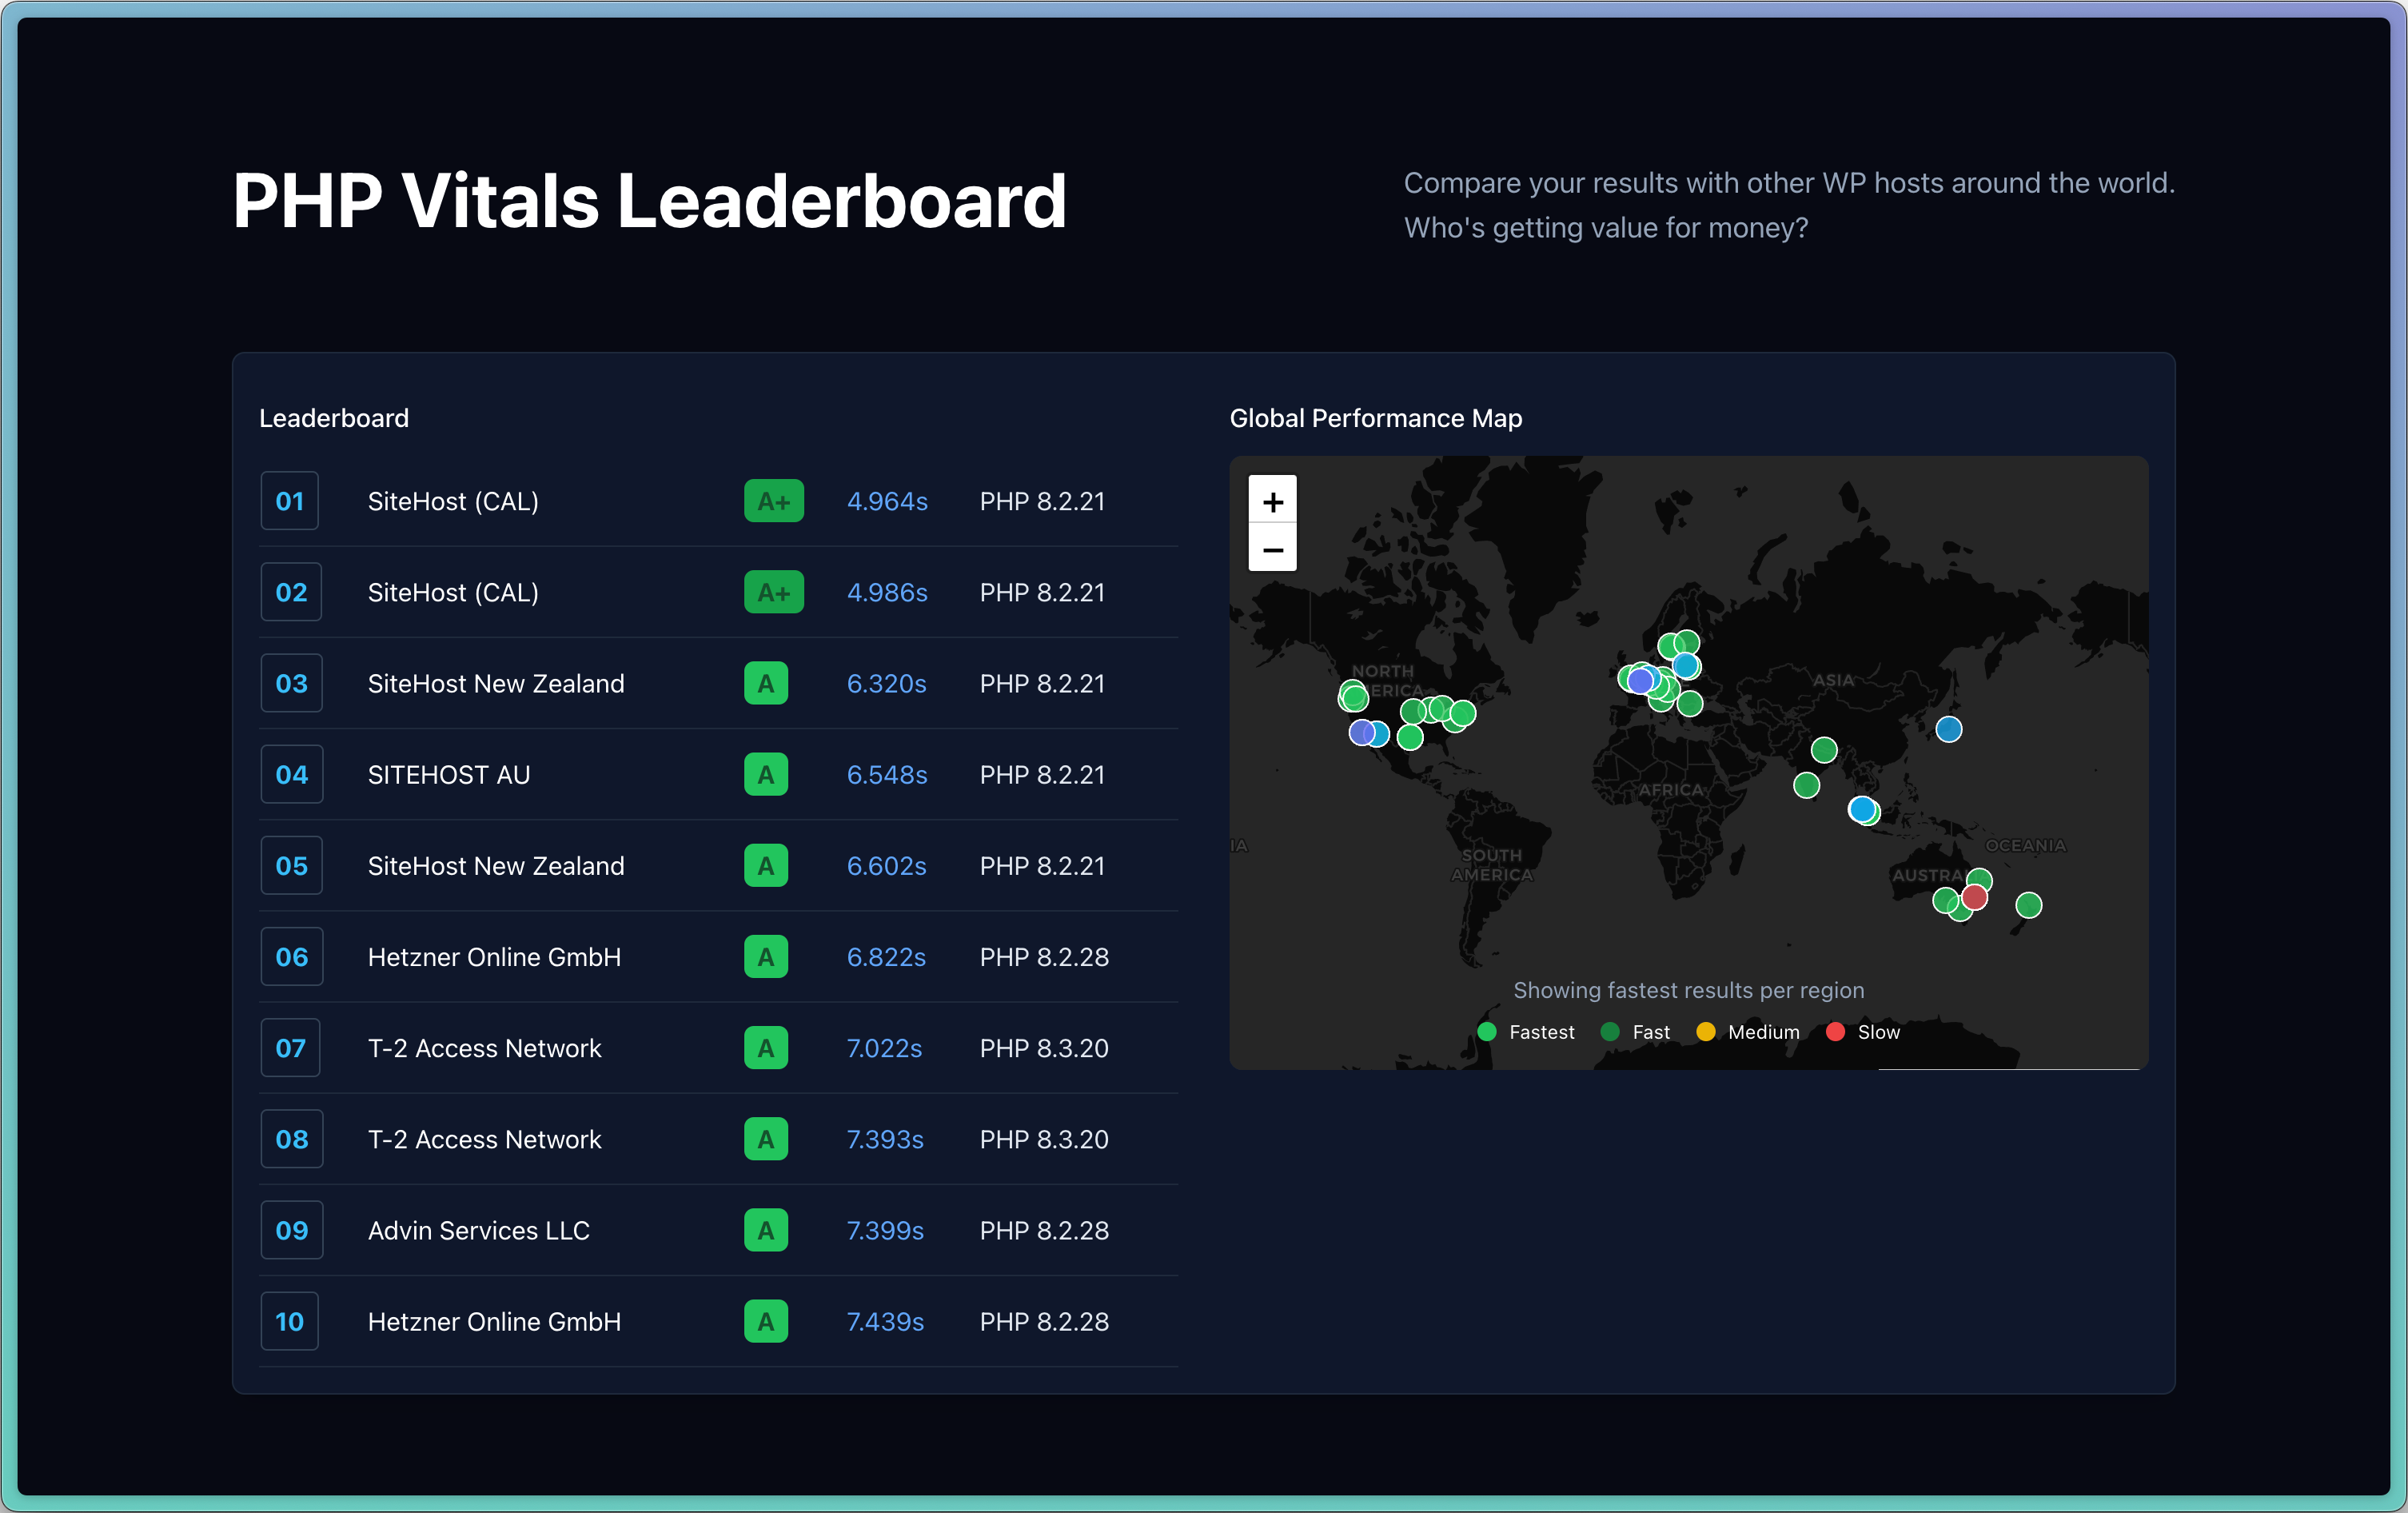 PHP Vitals Leaderboard
Compare your results with other WP hosts around the world.
Who's getting value for money?
Leaderboard
01 SiteHost (CAL) A+ 4.964s PHP 8.2.21
02 SiteHost (CAL) A+ 4.986s PHP 8.2.21
03 SiteHost New Zealand A 6.320s PHP 8.2.21
04 SITEHOST AU A 6.548s PHP 8.2.21
05 SiteHost New Zealand A 6.602s PHP 8.2.21
06 Hetzner Online GmbH A 6.822s PHP 8.2.28
07 T-2 Access Network A 7.022s PHP 8.3.20
08 T-2 Access Network A 7.393s PHP 8.3.20
09 Advin Services LLC A 7.399s PHP 8.2.28
10 Hetzner Online GmbH A 7.439s PHP 8.2.28
Global Performance Map
+
−
NORTH
ERICA
ASIA
AFRICA
IA
OCEANIA
SOUTH
AMERICA
AUSTRA
Showing fastest results per region
Fastest Fast Medium Slow